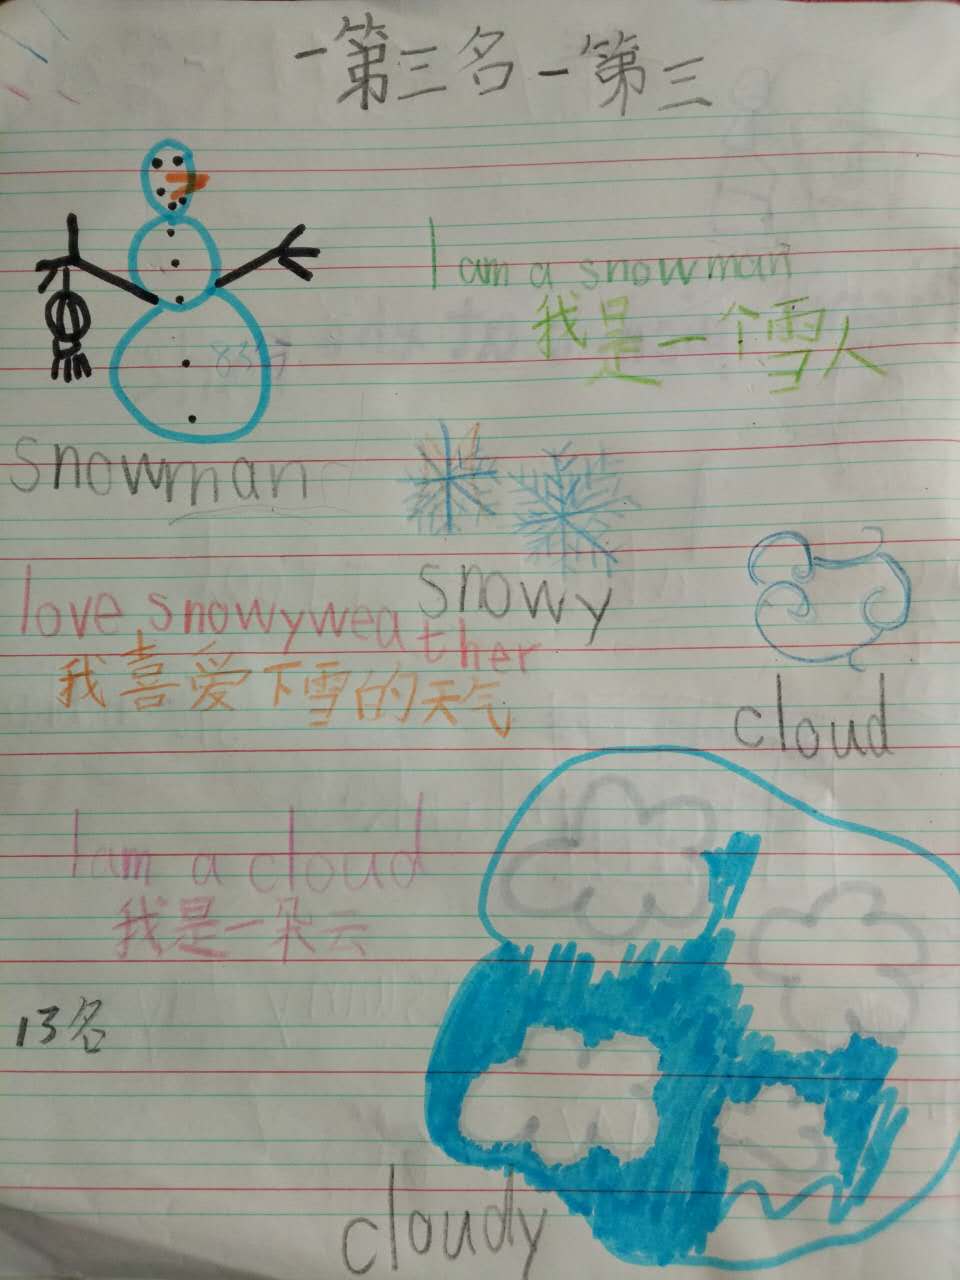 一第三名一第三
I am a snowman
我是一个雪人
snowman
snowy
love snowyweather
我喜爱下雪的天气
cloud
I am a cloud
我是一朵云
13名
cloudy